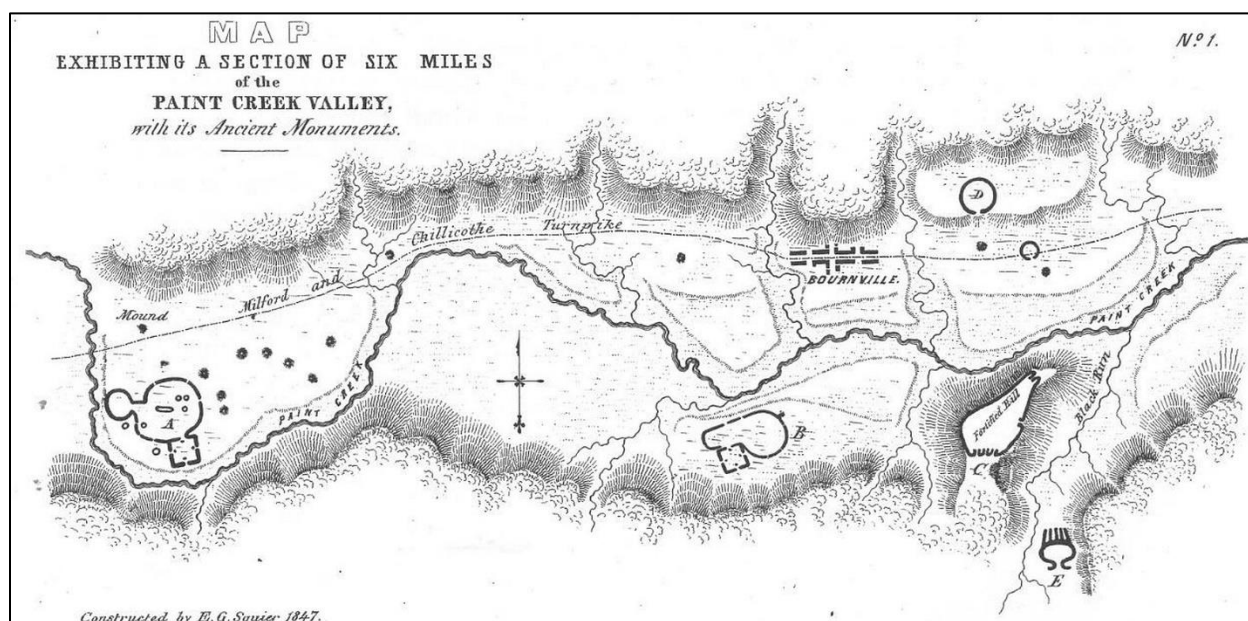 MAP
EXHIBITING A SECTION OF SIX MILES
of the
PAINT CREEK VALLEY,
with its Ancient Monuments.
Nº 1.
D
Chillicothe Turnpike
BOURNVILLE.
PAINT CREEK
Milford and
Mound
A
PAINT CREEK
B
Fortified Hill
C
Black Run
E
Constructed by E. G. Squier 1847.